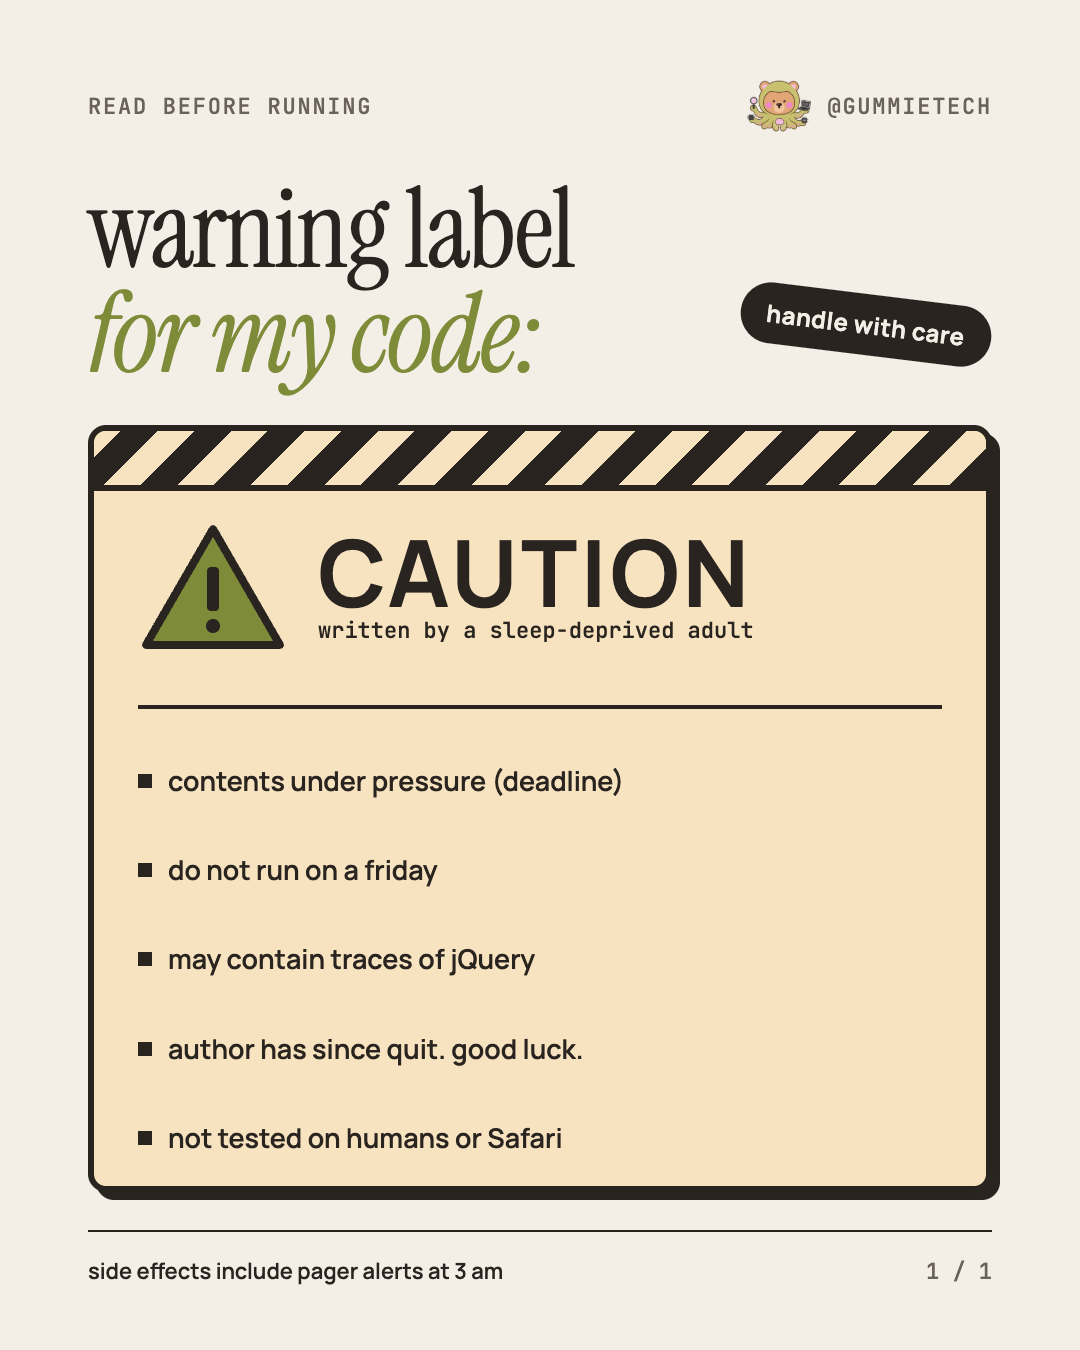 READ BEFORE RUNNING
@GUMMIETECH
warning label
for my code:
handle with care
CAUTION
written by a sleep-deprived adult
contents under pressure (deadline)
do not run on a friday
may contain traces of jQuery
author has since quit. good luck.
not tested on humans or Safari
side effects include pager alerts at 3 am
1 / 1